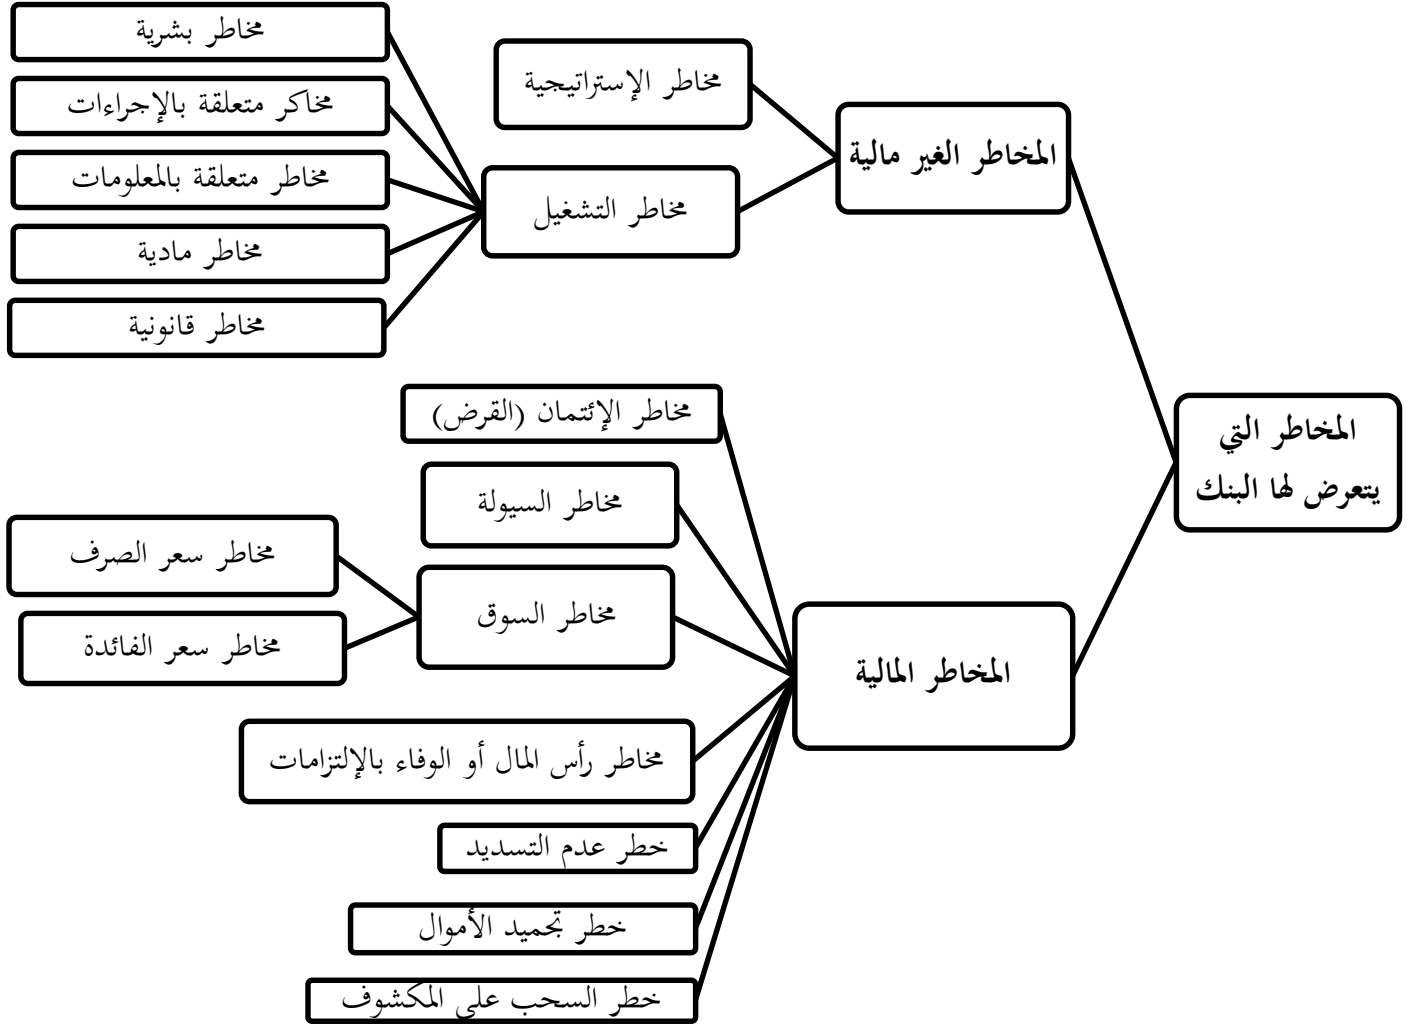 المخاطر التي
يتعرض لها البنك
المخاطر الغير مالية
مخاطر الإستراتيجية
مخاطر التشغيل
مخاطر بشرية
مخاكر متعلقة بالإجراءات
مخاطر متعلقة بالمعلومات
مخاطر مادية
مخاطر قانونية
المخاطر المالية
مخاطر الإئتمان (القرض)
مخاطر السيولة
مخاطر السوق
مخاطر سعر الصرف
مخاطر سعر الفائدة
مخاطر رأس المال أو الوفاء بالإلتزامات
خطر عدم التسديد
خطر تجميد الأموال
خطر السحب على المكشوف